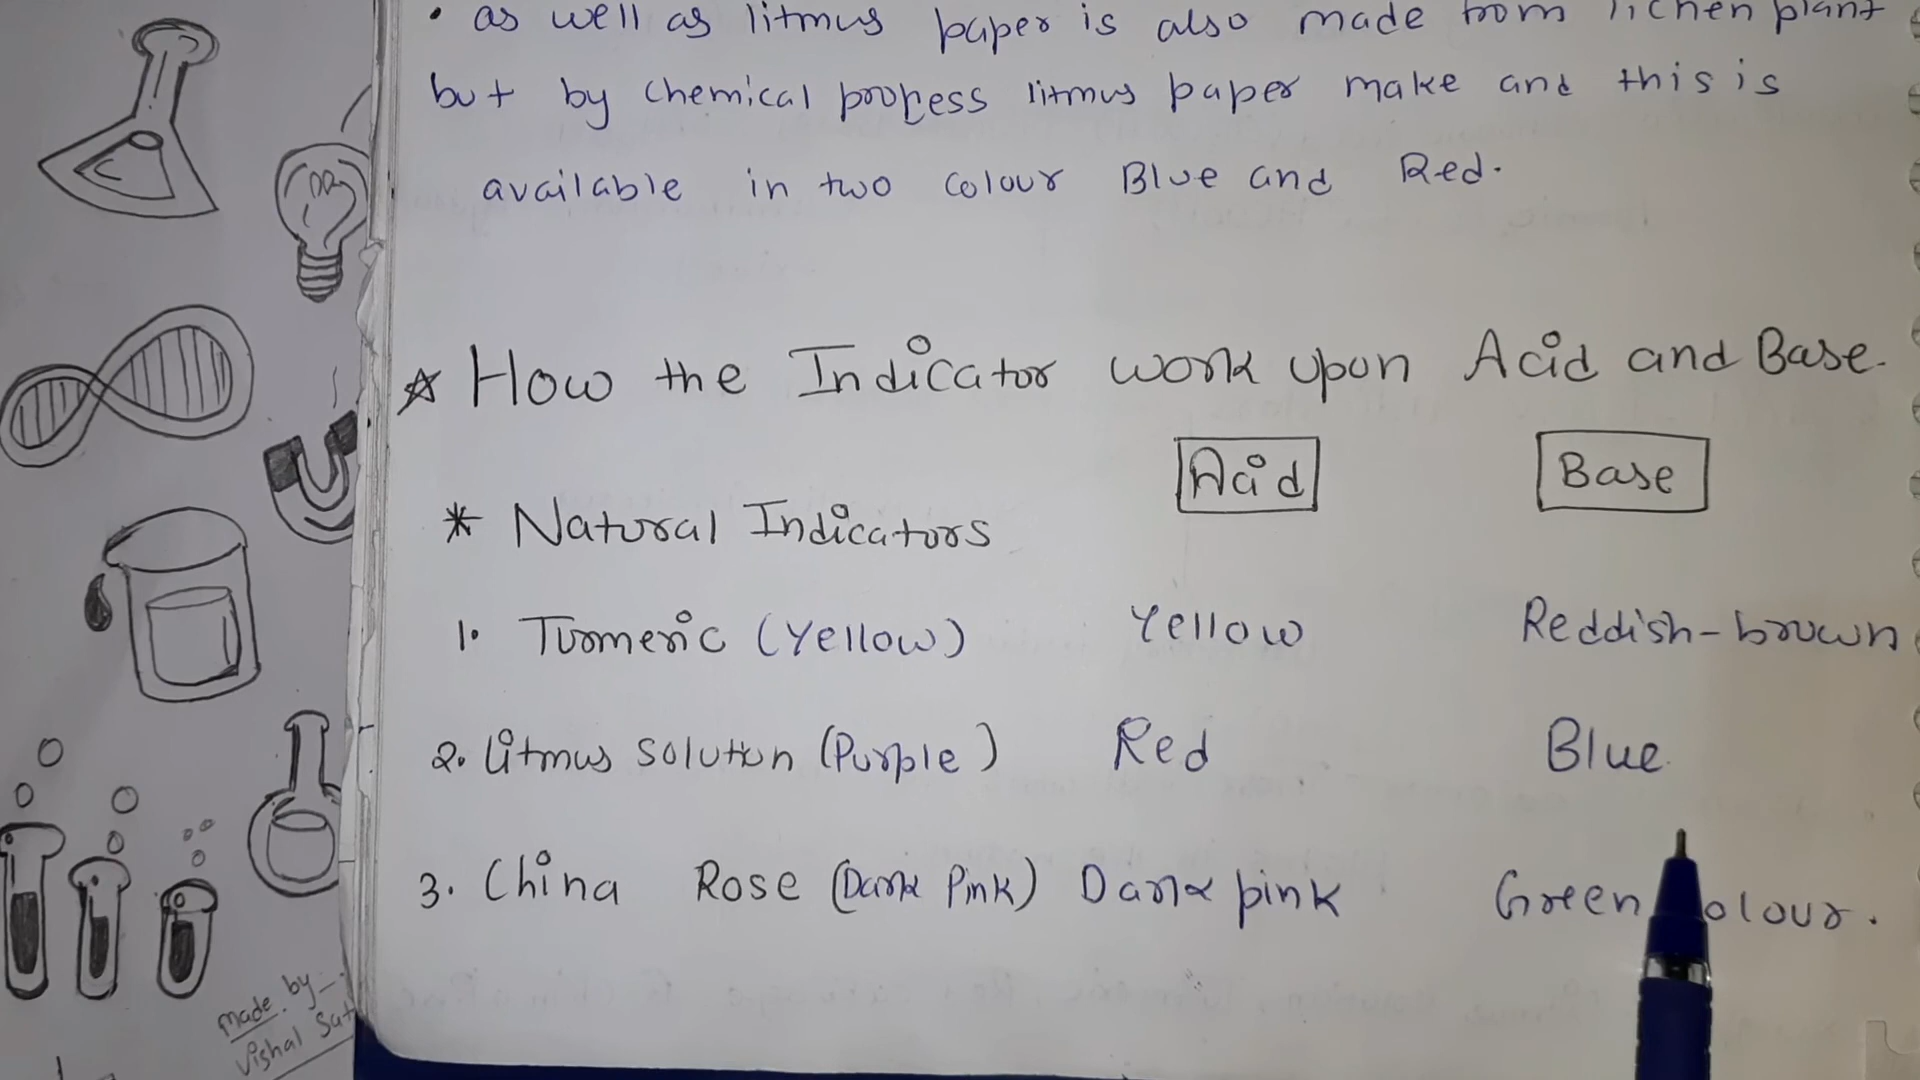 • as well as litmus paper is also made from lichen plant
but by chemical process litmus paper make and this is
available in two colour Blue and Red.
☆ How the Indicator work upon Acid and Base.
Acid Base
* Natural Indicators
1. Turmeric (Yellow) Yellow Reddish-brown
2. Litmus solution (Purple) Red Blue
3. China Rose (Dark Pink) Dark pink Green colour.
made by-
Vishal